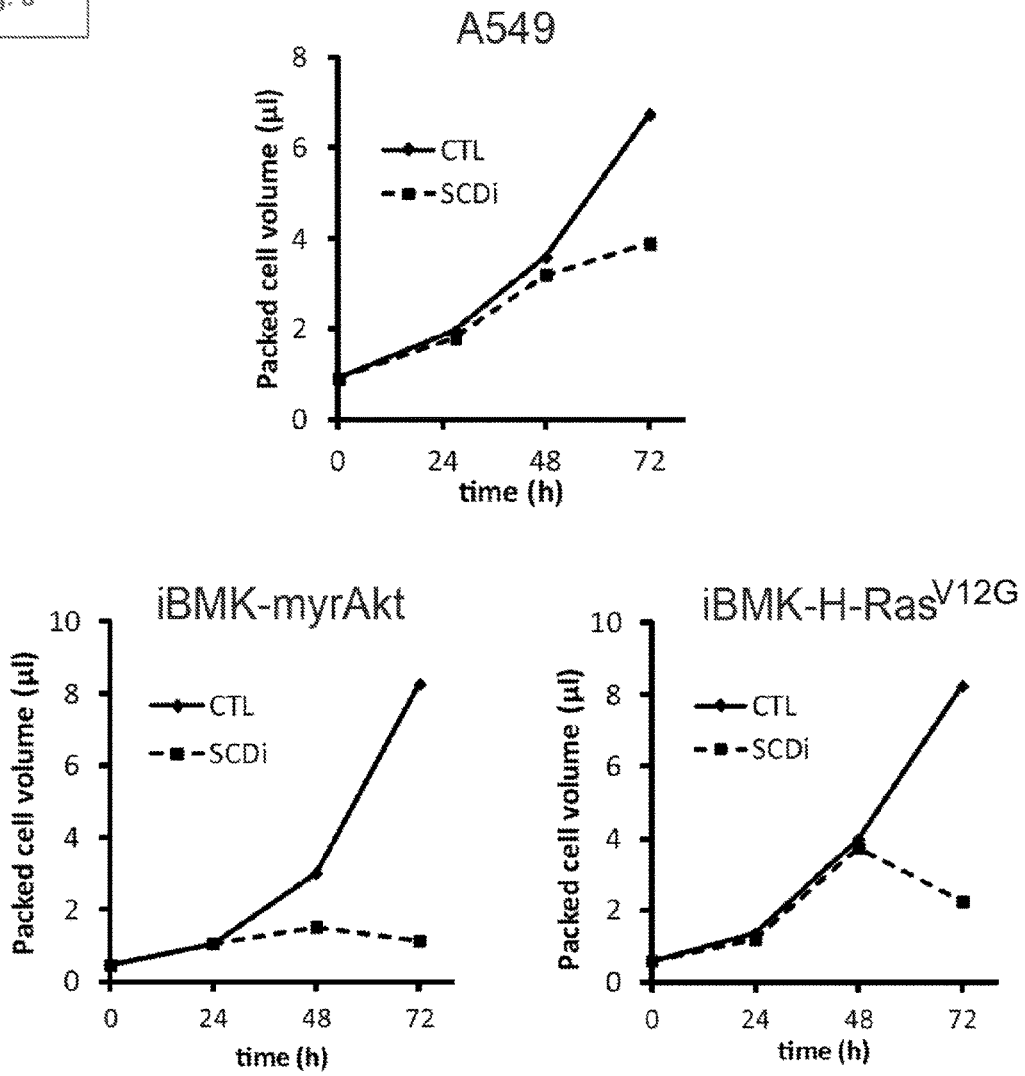 A549
Packed cell volume (µl)
8
6
4
2
0
CTL
SCDi
0 24 48 72
time (h)
iBMK-myrAkt
Packed cell volume (µl)
10
8
6
4
2
0
CTL
SCDi
0 24 48 72
time (h)
iBMK-H-RasV12G
Packed cell volume (µl)
10
8
6
4
2
0
CTL
SCDi
0 24 48 72
time (h)